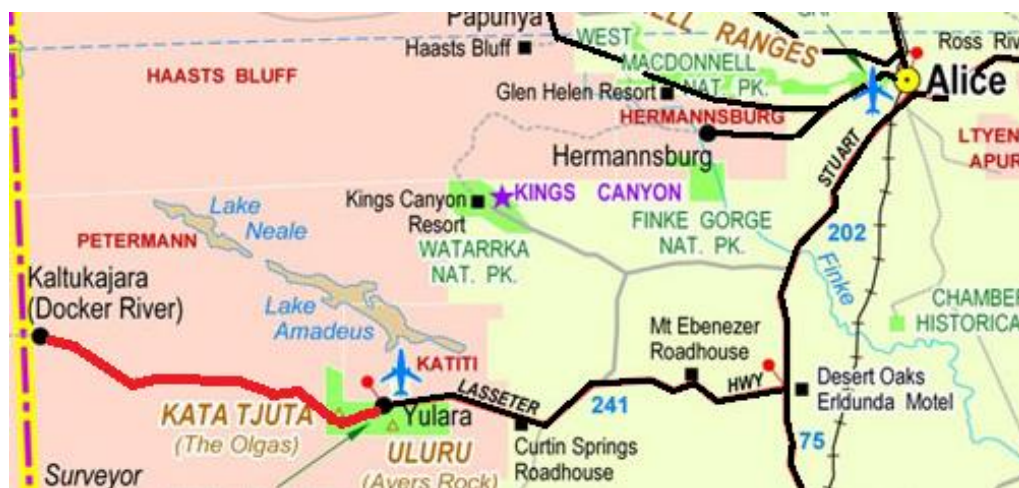 Papunya
Haasts Bluff
WEST
MACDONNELL
NAT. PK.
RANGES
Ross
Alice
HAASTS BLUFF
Glen Helen Resort
HERMANNSBURG
Hermannsburg
STUART
LTYEN
APUR
Kings Canyon
Resort
KINGS CANYON
WATARRKA
NAT. PK.
FINKE GORGE
NAT. PK.
202
Finke
Lake
Neale
PETERMANN
Kaltukajara
(Docker River)
Lake
Amadeus
CHAMBER
HISTORICA
Mt Ebenezer
Roadhouse
KATITI
LASSETER
HWY
241
Desert Oaks
Erldunda Motel
KATA TJUTA
(The Olgas)
Yulara
ULURU
(Ayers Rock)
Curtin Springs
Roadhouse
75
Surveyor